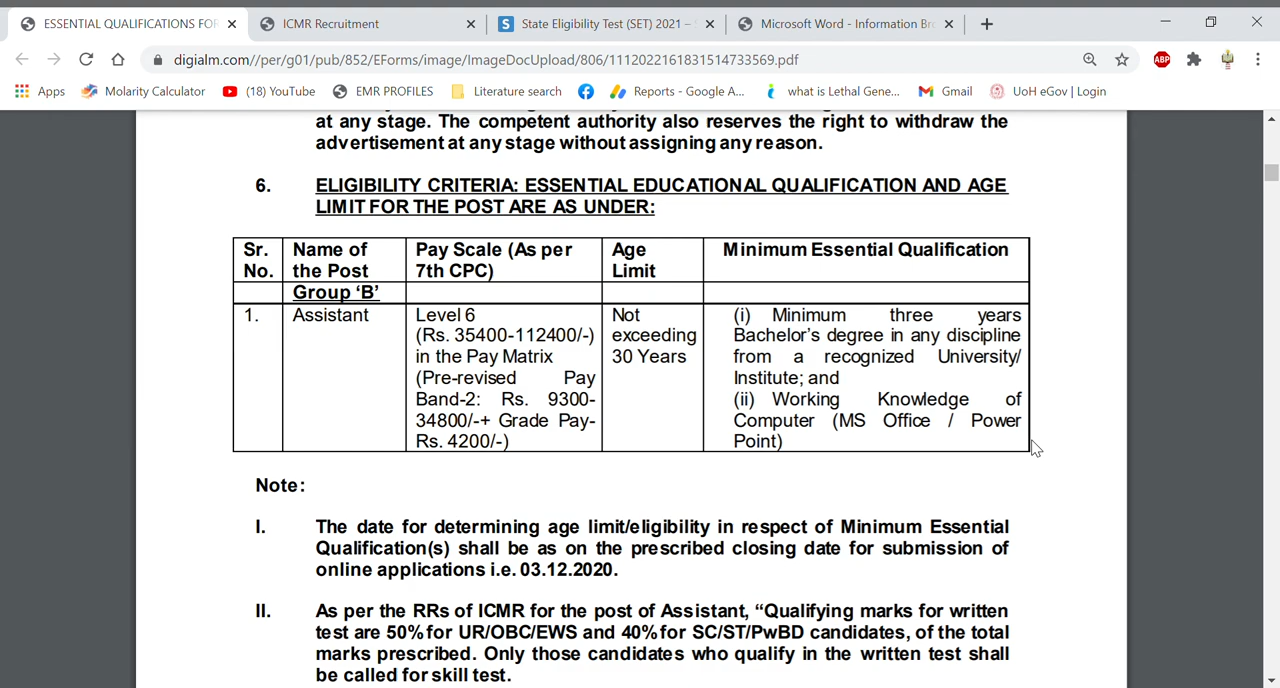 ESSENTIAL QUALIFICATIONS FOR
ICMR Recruitment
State Eligibility Test (SET) 2021 –
Microsoft Word - Information Bro
digialm.com//per/g01/pub/852/EForms/image/ImageDocUpload/806/1112022161831514733569.pdf
ABP
Apps
Molarity Calculator
(18) YouTube
EMR PROFILES
Literature search
Reports - Google A...
what is Lethal Gene...
Gmail
UoH eGov | Login
at any stage. The competent authority also reserves the right to withdraw the
advertisement at any stage without assigning any reason.
6. ELIGIBILITY CRITERIA: ESSENTIAL EDUCATIONAL QUALIFICATION AND AGE
LIMIT FOR THE POST ARE AS UNDER:
Sr.
No.
Name of
the Post
Pay Scale (As per
7th CPC)
Age
Limit
Minimum Essential Qualification
Group ‘B’
1.
Assistant
Level 6
(Rs. 35400-112400/-)
in the Pay Matrix
(Pre-revised Pay
Band-2: Rs. 9300-
34800/-+ Grade Pay-
Rs. 4200/-)
Not
exceeding
30 Years
(i) Minimum three years
Bachelor’s degree in any discipline
from a recognized University/
Institute; and
(ii) Working Knowledge of
Computer (MS Office / Power
Point)
Note:
I. The date for determining age limit/eligibility in respect of Minimum Essential
Qualification(s) shall be as on the prescribed closing date for submission of
online applications i.e. 03.12.2020.
II. As per the RRs of ICMR for the post of Assistant, “Qualifying marks for written
test are 50% for UR/OBC/EWS and 40% for SC/ST/PwBD candidates, of the total
marks prescribed. Only those candidates who qualify in the written test shall
be called for skill test.